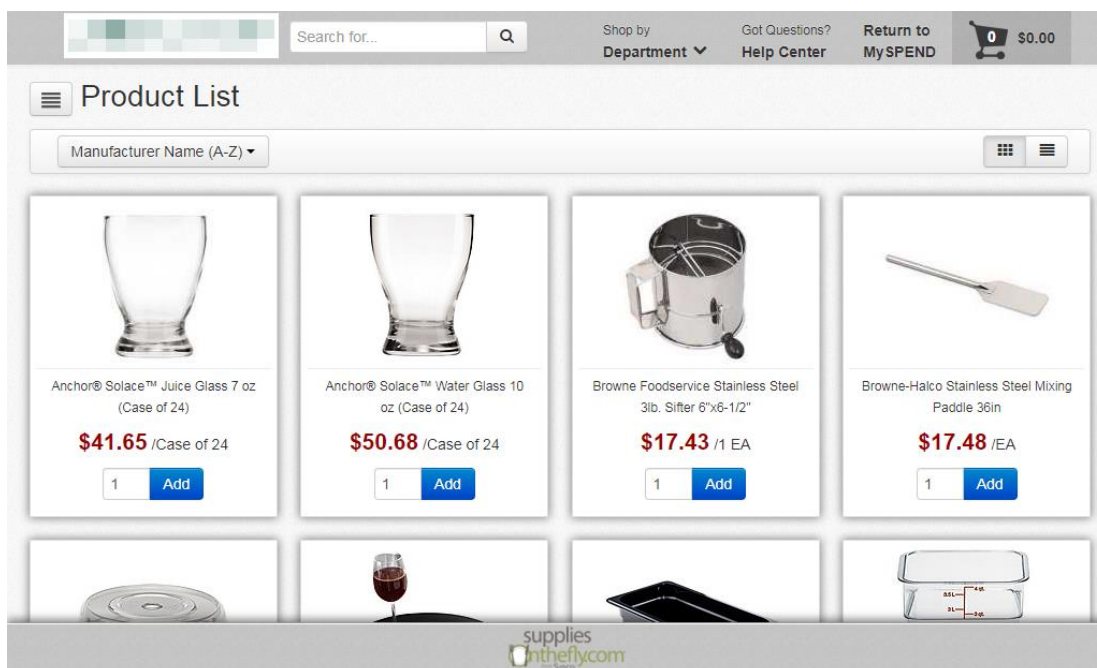 Search for...
Shop by
Department
Got Questions?
Help Center
Return to
MySPEND
0
$0.00
Product List
Manufacturer Name (A-Z)
Anchor® Solace™ Juice Glass 7 oz
(Case of 24)
$41.65 /Case of 24
1 Add
Anchor® Solace™ Water Glass 10
oz (Case of 24)
$50.68 /Case of 24
1 Add
Browne Foodservice Stainless Steel
3lb. Sifter 6"x6-1/2"
$17.43 /1 EA
1 Add
Browne-Halco Stainless Steel Mixing
Paddle 36in
$17.48 /EA
1 Add
supplies
nthefly.com